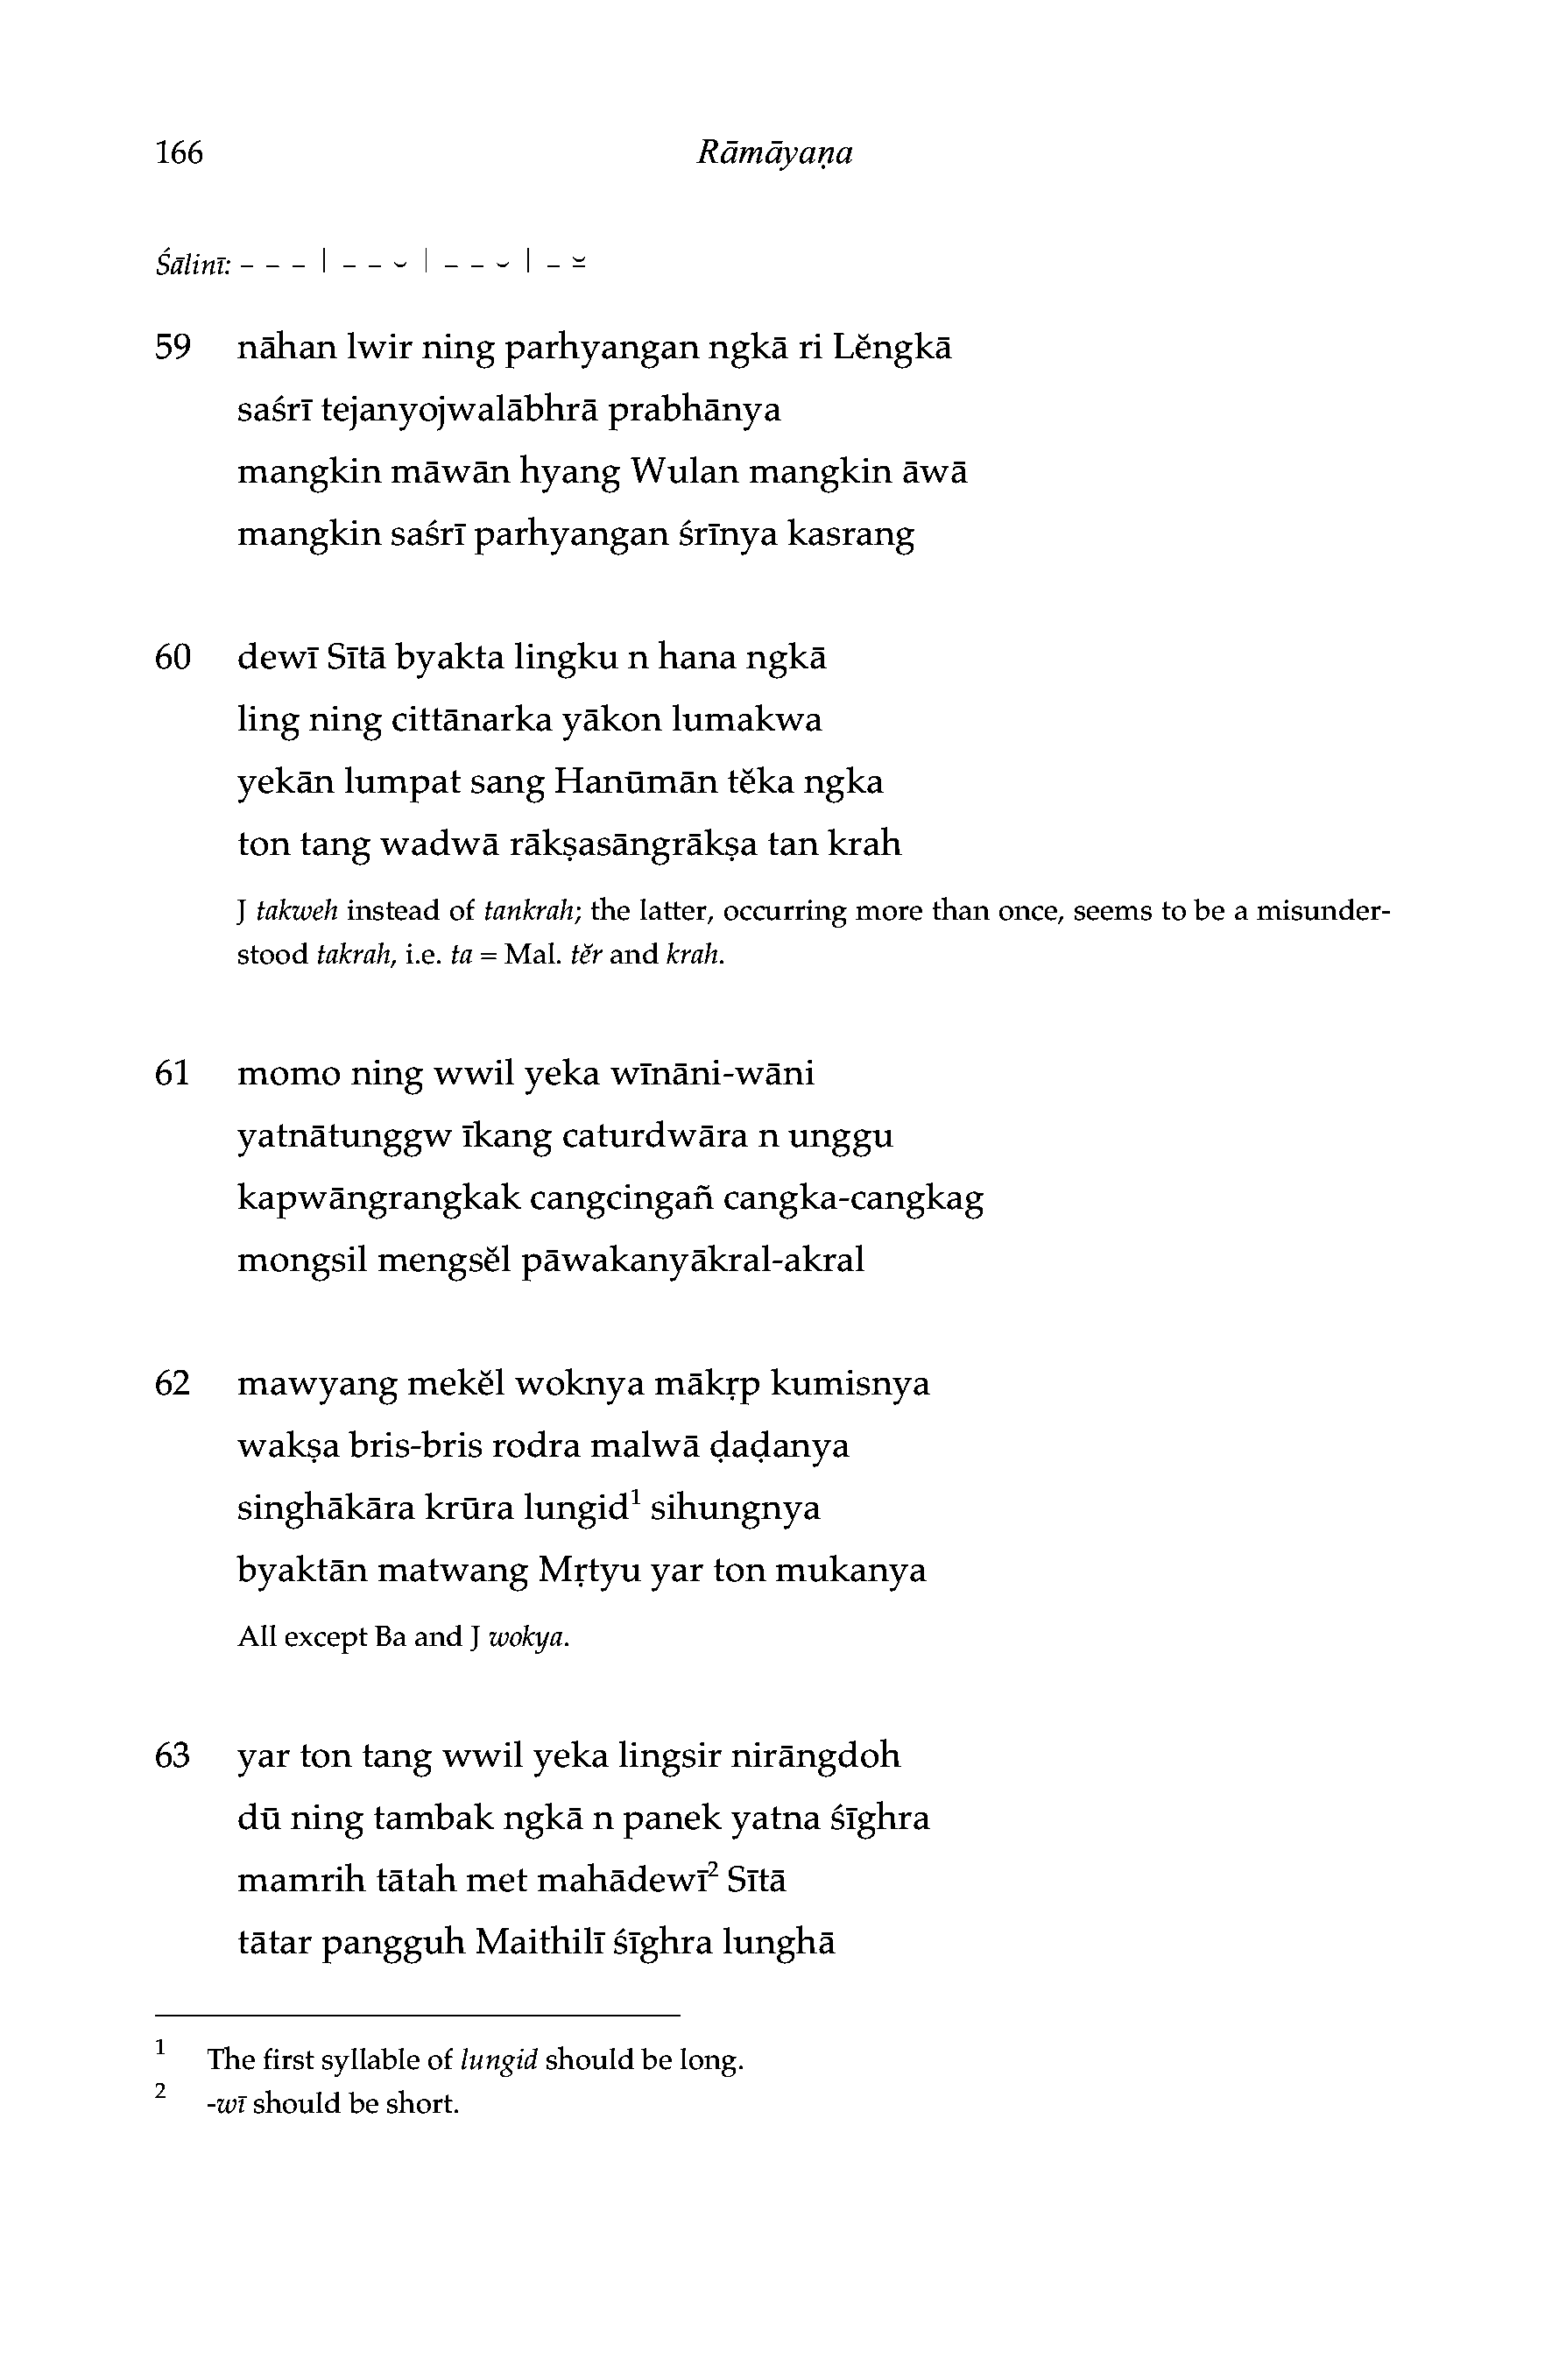 166 Rāmāyaṇa
Śālinī: – – – | – – ⏑ | – – ⏑ | – ⏓
59 nāhan lwir ning parhyangan ngkā ri Lĕngkā
saśrī tejanyojwalābhrā prabhānya
mangkin māwān hyang Wulan mangkin āwā
mangkin saśrī parhyangan śrīnya kasrang
60 dewī Sītā byakta lingku n hana ngkā
ling ning cittānarka yākon lumakwa
yekān lumpat sang Hanūmān tĕka ngka
ton tang wadwā rākṣasāngrākṣa tan krah
J takweh instead of tankrah; the latter, occurring more than once, seems to be a misunder-
stood takrah, i.e. ta = Mal. tĕr and krah.
61 momo ning wwil yeka wīnāni-wāni
yatnātunggw īkang caturdwāra n unggu
kapwāngrangkak cangcingañ cangka-cangkag
mongsil mengsĕl pāwakanyākral-akral
62 mawyang mekĕl woknya mākṛp kumisnya
wakṣa bris-bris rodra malwā ḍaḍanya
singhākāra krūra lungid¹ sihungnya
byaktān matwang Mṛtyu yar ton mukanya
All except Ba and J wokya.
63 yar ton tang wwil yeka lingsir nirāngdoh
dū ning tambak ngkā n panek yatna śīghra
mamrih tātah met mahādewī² Sītā
tātar pangguh Maithilī śīghra lunghā
1 The first syllable of lungid should be long.
2 -wī should be short.